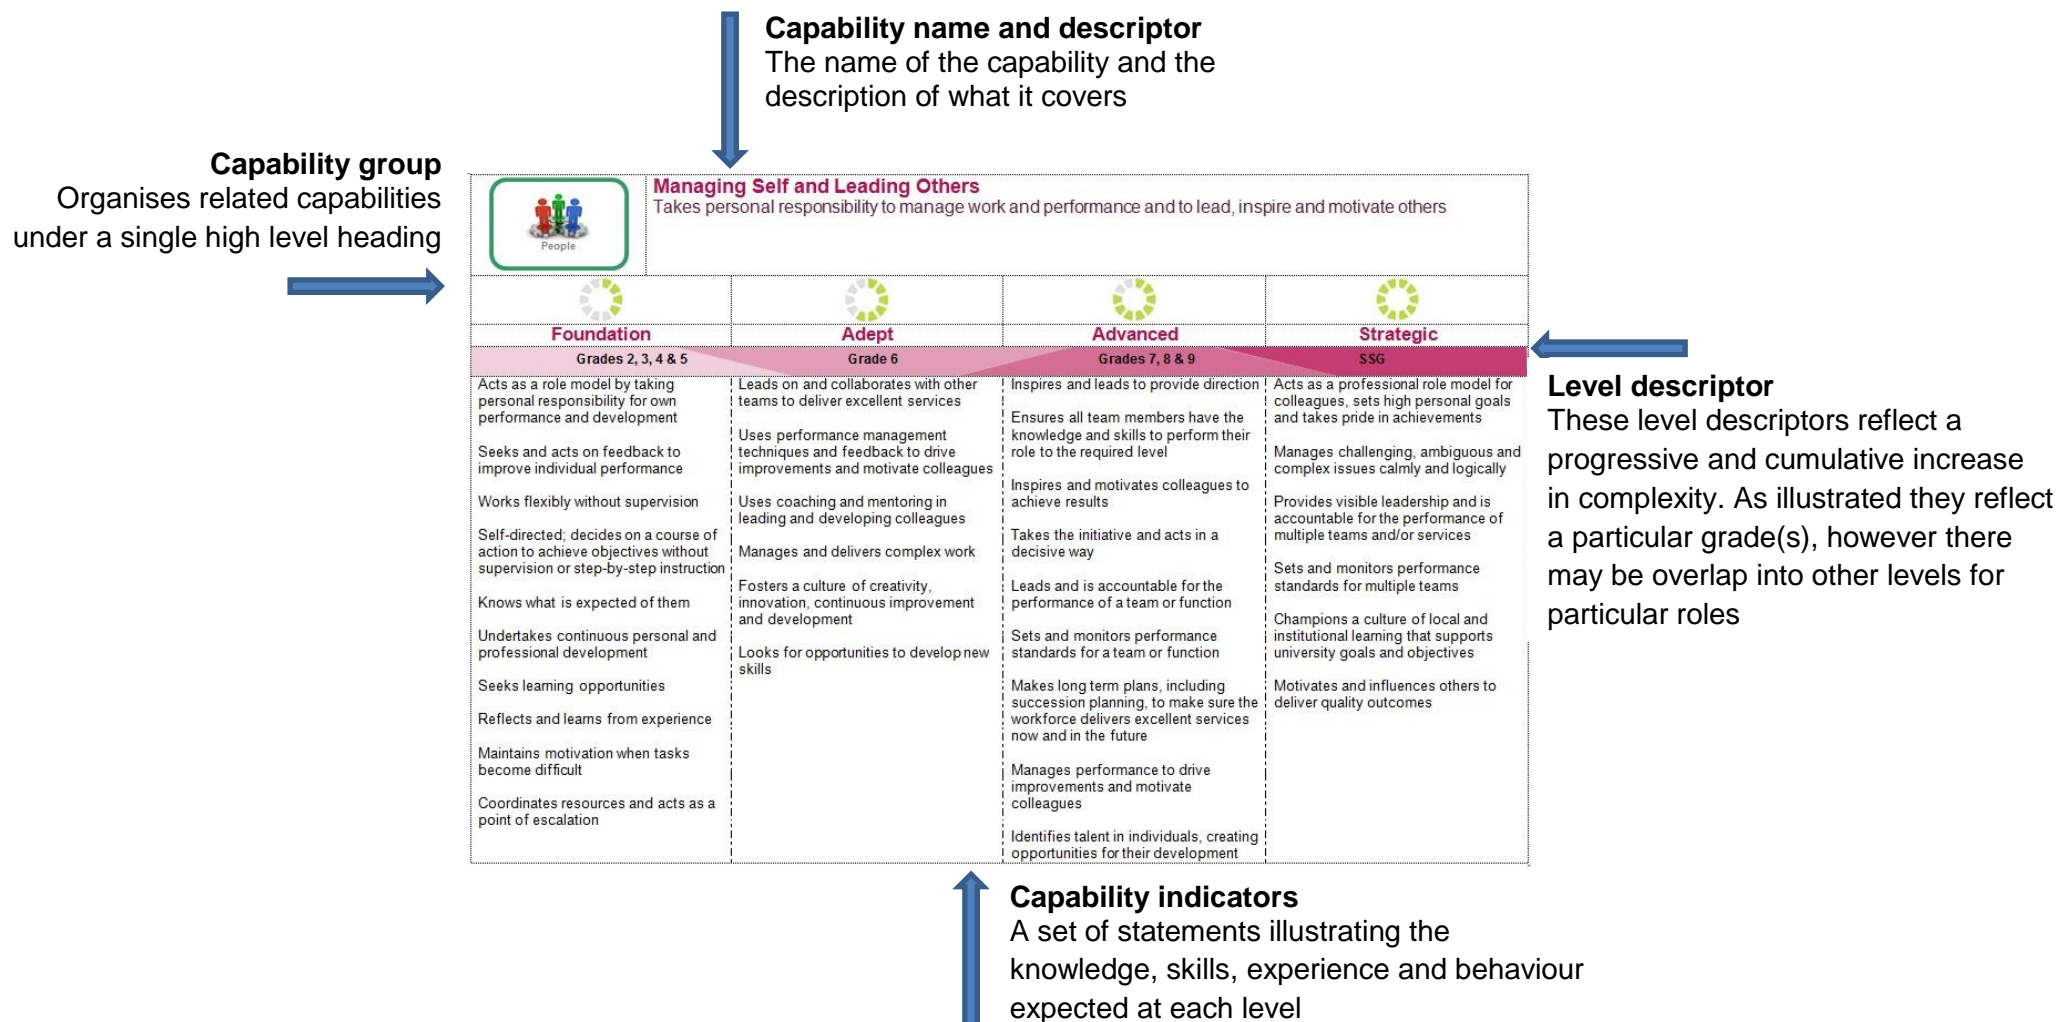 Capability name and descriptor
The name of the capability and the
description of what it covers
Capability group
Organises related capabilities
under a single high level heading
People
Managing Self and Leading Others
Takes personal responsibility to manage work and performance and to lead, inspire and motivate others
Foundation
Adept
Advanced
Strategic
Grades 2, 3, 4 & 5
Grade 6
Grades 7, 8 & 9
SSG
Acts as a role model by taking
personal responsibility for own
performance and development
Seeks and acts on feedback to
improve individual performance
Works flexibly without supervision
Self-directed; decides on a course of
action to achieve objectives without
supervision or step-by-step instruction
Knows what is expected of them
Undertakes continuous personal and
professional development
Seeks learning opportunities
Reflects and learns from experience
Maintains motivation when tasks
become difficult
Coordinates resources and acts as a
point of escalation
Leads on and collaborates with other
teams to deliver excellent services
Uses performance management
techniques and feedback to drive
improvements and motivate colleagues
Uses coaching and mentoring in
leading and developing colleagues
Manages and delivers complex work
Fosters a culture of creativity,
innovation, continuous improvement
and development
Looks for opportunities to develop new
skills
Inspires and leads to provide direction
Ensures all team members have the
knowledge and skills to perform their
role to the required level
Inspires and motivates colleagues to
achieve results
Takes the initiative and acts in a
decisive way
Leads and is accountable for the
performance of a team or function
Sets and monitors performance
standards for a team or function
Makes long term plans, including
succession planning, to make sure the
workforce delivers excellent services
now and in the future
Manages performance to drive
improvements and motivate
colleagues
Identifies talent in individuals, creating
opportunities for their development
Acts as a professional role model for
colleagues, sets high personal goals
and takes pride in achievements
Manages challenging, ambiguous and
complex issues calmly and logically
Provides visible leadership and is
accountable for the performance of
multiple teams and/or services
Sets and monitors performance
standards for multiple teams
Champions a culture of local and
institutional learning that supports
university goals and objectives
Motivates and influences others to
deliver quality outcomes
Level descriptor
These level descriptors reflect a
progressive and cumulative increase
in complexity. As illustrated they reflect
a particular grade(s), however there
may be overlap into other levels for
particular roles
Capability indicators
A set of statements illustrating the
knowledge, skills, experience and behaviour
expected at each level